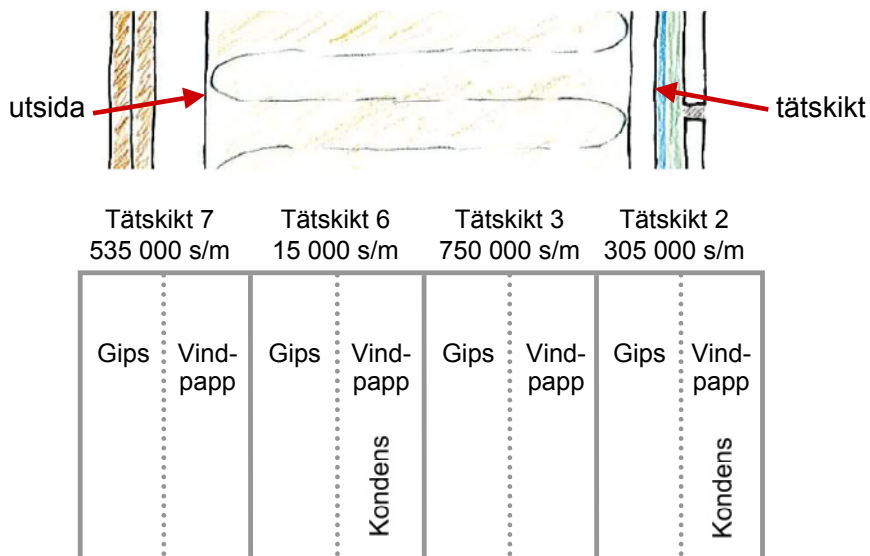 utsida
tätskikt
Tätskikt 7
535 000 s/m
Tätskikt 6
15 000 s/m
Tätskikt 3
750 000 s/m
Tätskikt 2
305 000 s/m
Gips
Vind-
papp
Gips
Vind-
papp
Kondens
Gips
Vind-
papp
Gips
Vind-
papp
Kondens